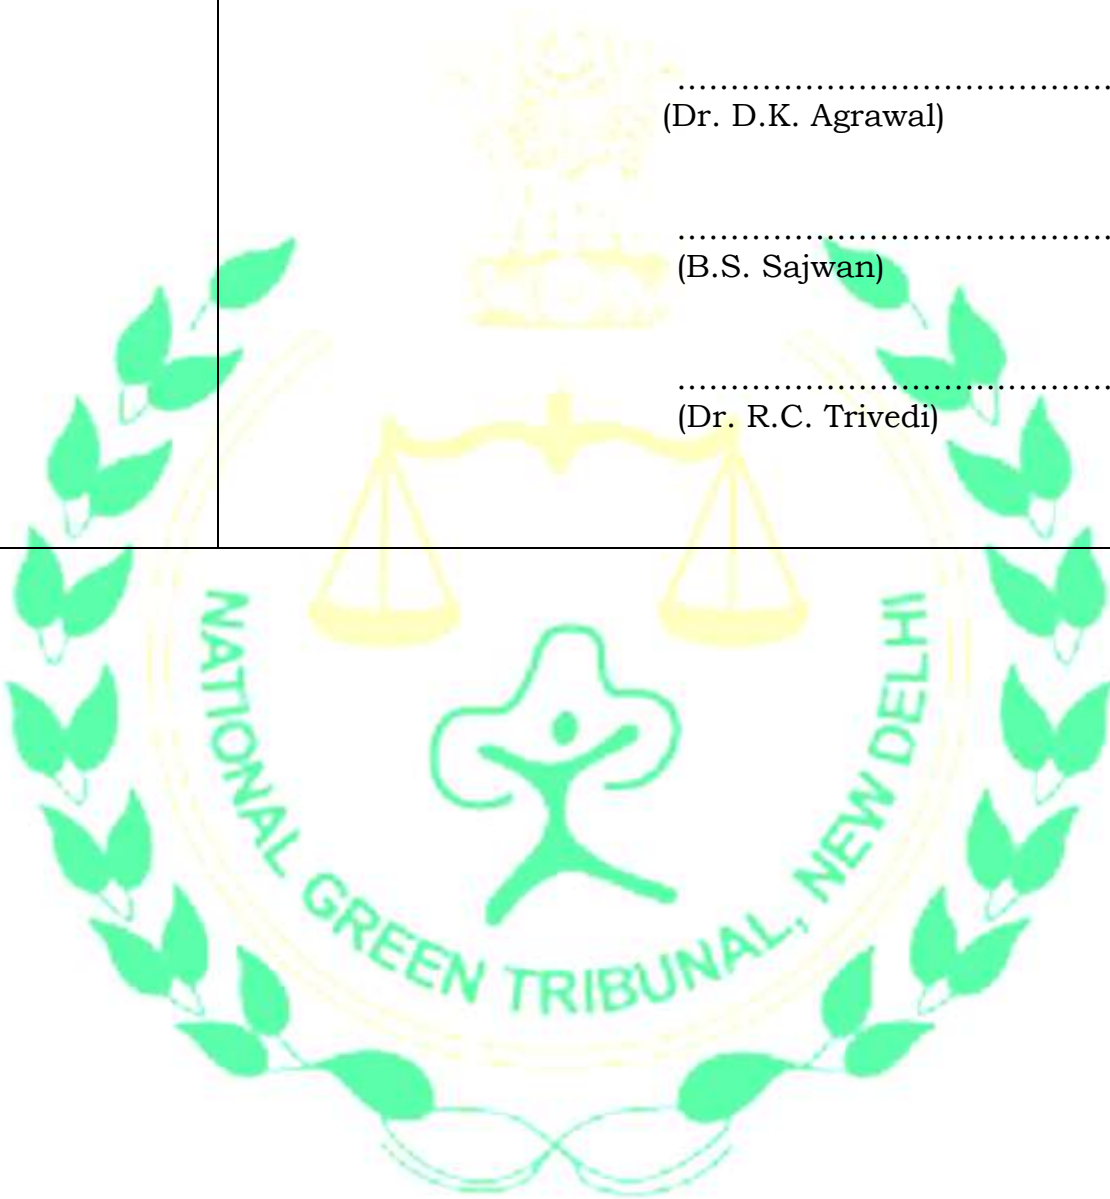 ………………………………………
(Dr. D.K. Agrawal)
………………………………………
(B.S. Sajwan)
………………………………………
(Dr. R.C. Trivedi)
NATIONAL GREEN TRIBUNAL, NEW DELHI